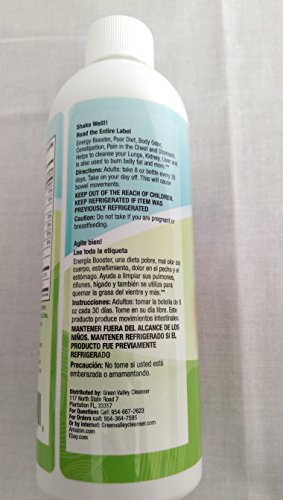 Shake Well!!
Read the Entire Label
Energy Booster, Poor Diet, Body Odor,
Constipation, Pain in the Chest and Stomach,
Helps to cleanse your Lungs, Kidney, Liver and
is also used to burn belly fat and more."
Directions: Adults: take 8 oz bottle every 30
days. Take on your day off. This will cause
bowel movements.
KEEP OUT OF THE REACH OF CHILDREN.
KEEP REFRIGERATED IF ITEM WAS
PREVIOUSLY REFRIGERATED
Caution: Do not take if you are pregnant or
breastfeeding.
Agite bien!
Lea toda la etiqueta
Energía Booster, una dieta pobre, mal olor del
cuerpo, estreñimiento, dolor en el pecho y el
estómago. Ayuda a limpiar sus pulmones,
riñones, hígado y también se utiliza para
quemar la grasa del vientre y más."
Instrucciones: Adultos: tomar la botella de 8
oz cada 30 días. Tome en su día libre. Este
producto produce movimientos intestinales.
MANTENER FUERA DEL ALCANCE DE LOS
NIÑOS. MANTENER REFRIGERADO SI EL
PRODUCTO FUE PREVIAMENTE
REFRIGERADO
Precaución: No tome si usted está
embarazada o amamantando.
Distributed by Green Valley Cleanser
117 North State Road 7
Plantation FL, 33317
For Questions Call: 954-667-2623
For Orders call: 954-364-7595
Or by internet: Greenvalleycleanser.com
Amazon.com
Ebay.com